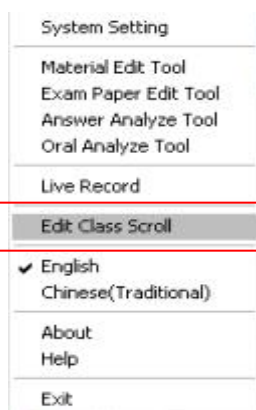 System Setting
Material Edit Tool
Exam Paper Edit Tool
Answer Analyze Tool
Oral Analyze Tool
Live Record
Edit Class Scroll
✔ English
Chinese(Traditional)
About
Help
Exit